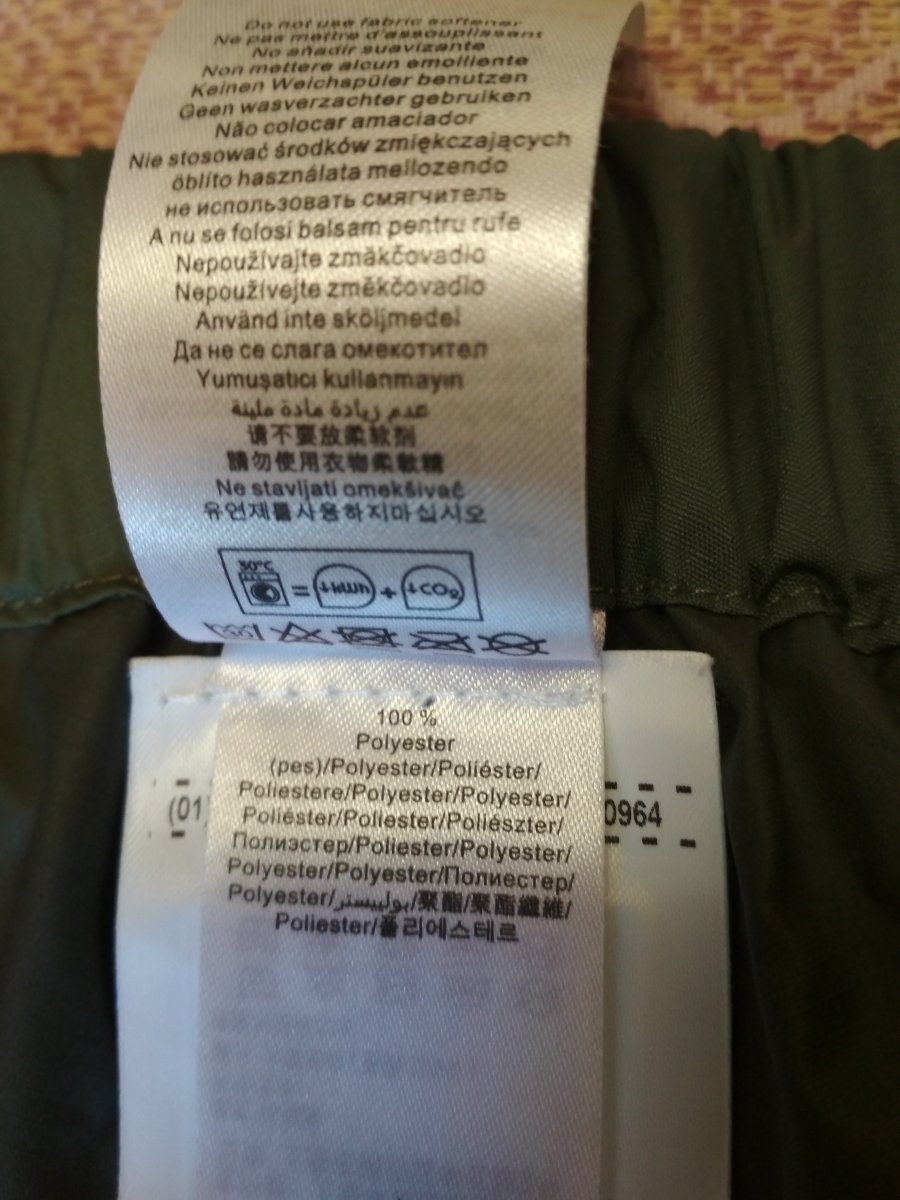 Do not use fabric softener
Ne pas mettre d'assouplissant
No añadir suavizante
Non mettere alcun emolliente
Keinen Weichspüler benutzen
Geen wasverzachter gebruiken
Não colocar amaciador
Nie stosować środków zmiękczających
öblíto használata mellozendo
не использовать смягчитель
A nu se folosi balsam pentru rufe
Nepoužívajte zmäkčovadlo
Nepoužívejte změkčovadlo
Använd inte sköljmedel
Да не се слага омекотител
Yumuşatıcı kullanmayın
عدم زيادة مادة ملينة
请不要放柔软剂
請勿使用衣物柔軟精
Ne stavljati omekšivač
유연제를사용하지마십시오
30°C
= kWh + CO2
100 %
Polyester
(pes)/Polyester/Poliéster/
Poliestere/Polyester/Polyester/
Poliéster/Poliester/Poliészter/
Полиэстер/Poliester/Polyester/
Polyester/Polyester/Полиестер/
Polyester/بوليستر/聚酯/聚酯纖維/
Poliester/폴리에스테르
(01)
0964